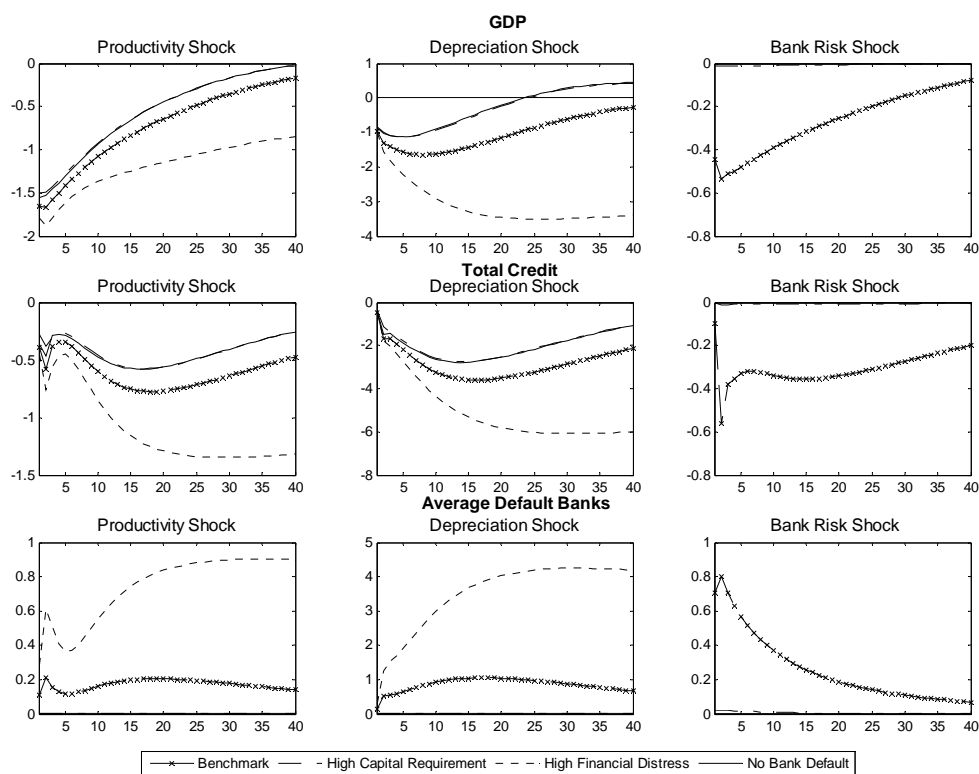 GDP
Productivity Shock Depreciation Shock Bank Risk Shock
0 1 0
-0.5 0 -0.2
-1 -1 -0.4
-2
-1.5 -3 -0.6
-2 -4 -0.8
5 10 15 20 25 30 35 40 5 10 15 20 25 30 35 40 5 10 15 20 25 30 35 40
Total Credit
Productivity Shock Depreciation Shock Bank Risk Shock
0 0 0
-0.5 -2 -0.2
-4 -0.4
-1 -6 -0.6
-1.5 -8 -0.8
5 10 15 20 25 30 35 40 5 10 15 20 25 30 35 40 5 10 15 20 25 30 35 40
Average Default Banks
Productivity Shock Depreciation Shock Bank Risk Shock
1 5 1
0.8 4 0.8
0.6 3 0.6
0.4 2 0.4
0.2 1 0.2
0 0 0
5 10 15 20 25 30 35 40 5 10 15 20 25 30 35 40 5 10 15 20 25 30 35 40
Benchmark High Capital Requirement High Financial Distress No Bank Default